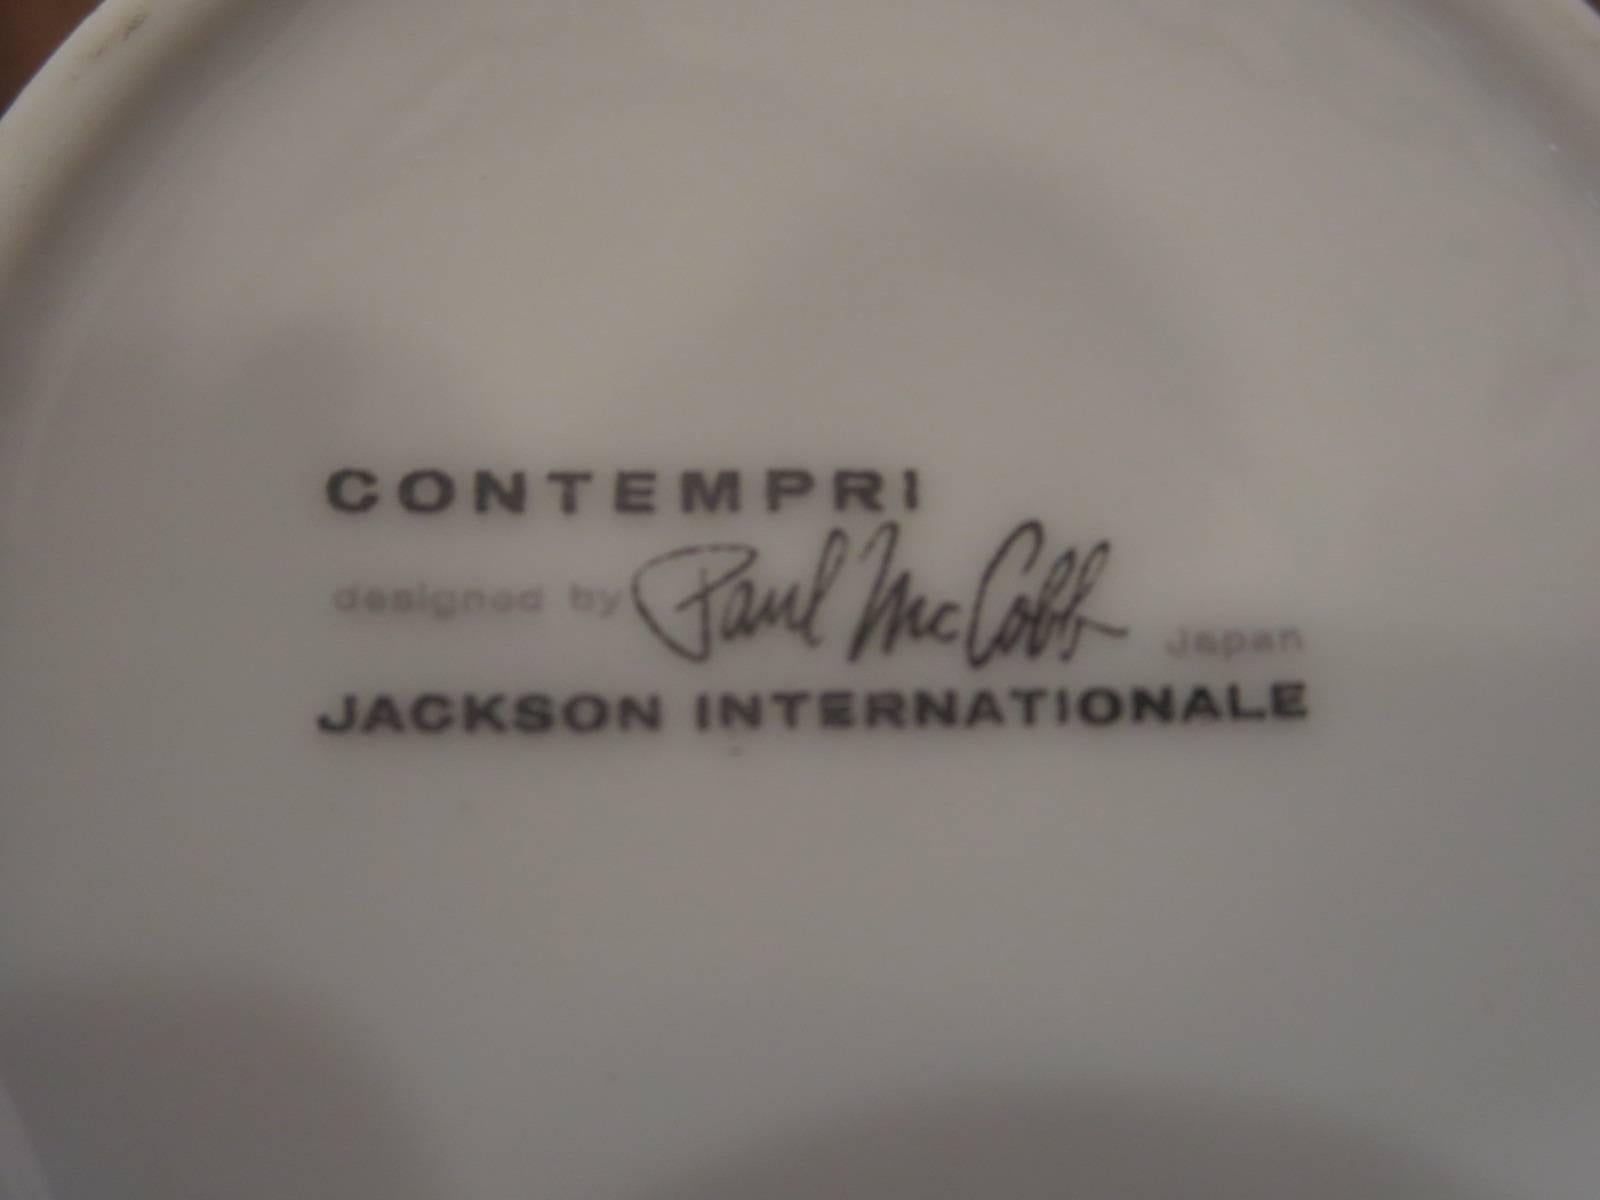 CONTEMPRI
designed by Paul McCobb Japan
JACKSON INTERNATIONALE